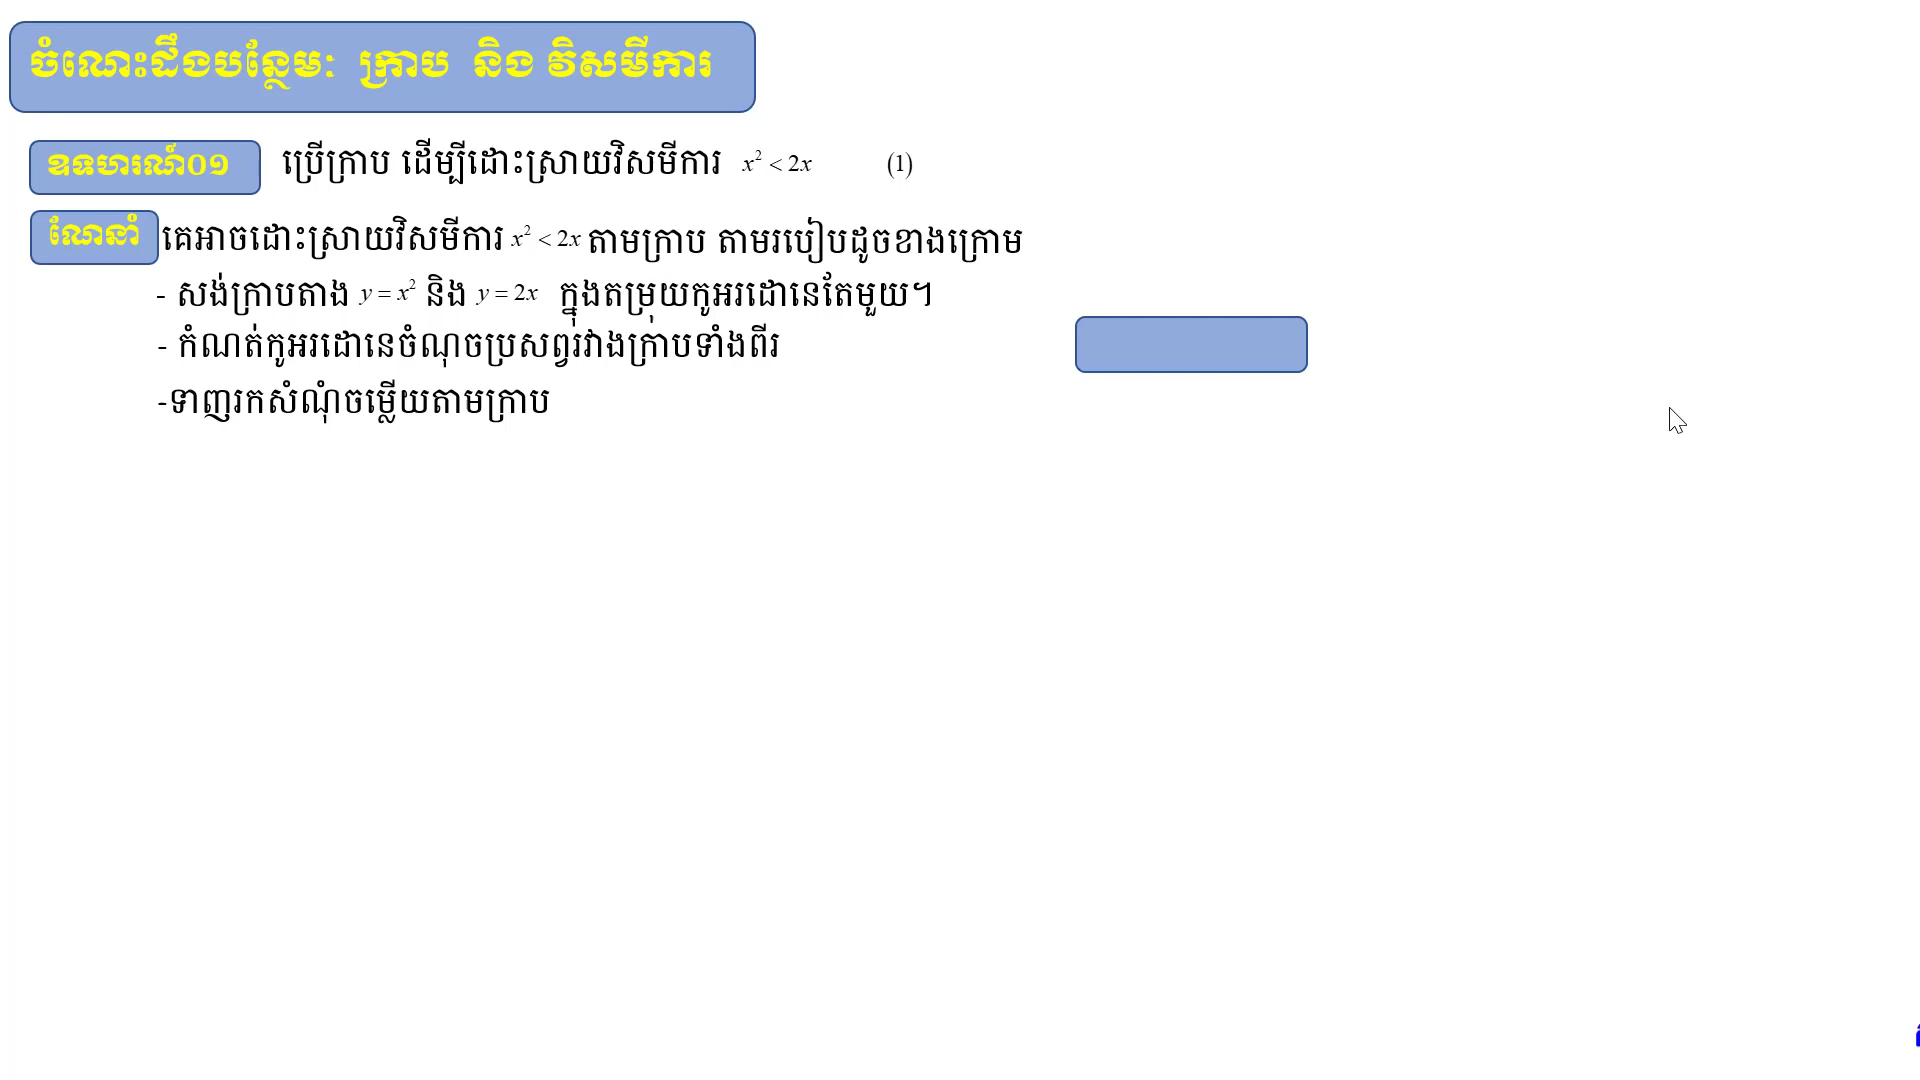 ចំណេះដឹងបន្ថែម: ក្រាប និង វិសមីការ
ឧទហរណ៍០១ ប្រើក្រាប ដើម្បីដោះស្រាយវិសមីការ x² < 2x (1)
ណែនាំ គេអាចដោះស្រាយវិសមីការ x² < 2x តាមក្រាប តាមរបៀបដូចខាងក្រោម
- សង់ក្រាបតាង y = x² និង y = 2x ក្នុងតម្រុយកូអរដោនេតែមួយ។
- កំណត់កូអរដោនេចំណុចប្រសព្វរវាងក្រាបទាំងពីរ
-ទាញរកសំណុំចម្លើយតាមក្រាប